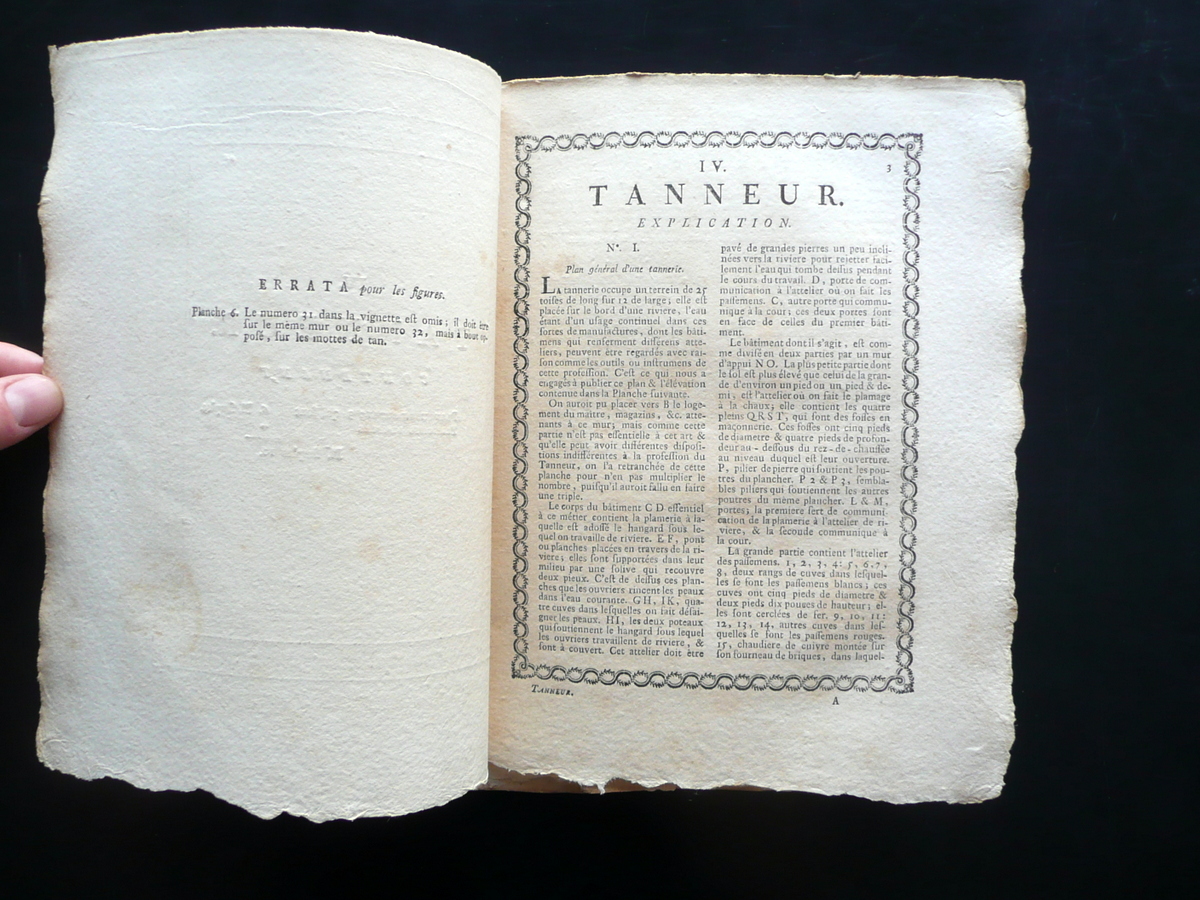 ERRATA pour les figures.
Planche 6. Le numero 31 dans la vignette est omis; il doit être
sur le même mur ou le numero 32, mais à bout op-
posé, sur les mottes de tan.
IV.
3
TANNEUR.
EXPLICATION.
N°. I.
Plan général d'une tannerie.
LA tannerie occupe un terrein de 25
toises de long sur 12 de large; elle est
placée sur le bord d'une riviere, l'eau
étant d'un usage continuel dans ces
sortes de manufactures, dont les bâti-
mens qui renferment différens atte-
liers, peuvent être regardés avec rai-
son comme les outils ou instrumens de
cette profession. C'est ce qui nous a
engagés à publier ce plan & l'élévation
contenue dans la Planche suivante.
On auroit pu placer vers B le loge-
ment du maître, magazins, &c. atte-
nants à ce mur; mais comme cette
partie n'est pas essentielle à cet art &
qu'elle peut avoir différentes disposi-
tions indifférentes à la profession du
Tanneur, on l'a retranchée de cette
planche pour n'en pas multiplier le
nombre, puisqu'il auroit fallu en faire
une triple.
Le corps du bâtiment C D essentiel
à ce métier contient la plamerie à la-
quelle est adossé le hangard sous le-
quel on travaille de riviere. E F, pont
ou planches placées en travers de la ri-
viere; elles sont supportées dans leur
milieu par une solive qui recouvre
deux pieux. C'est de dessus ces plan-
ches que les ouvriers rincent les peaux
dans l'eau courante. GH, IK, qua-
tre cuves dans lesquelles on fait désai-
gner les peaux. HI, les deux poteaux
qui soutiennent le hangard sous lequel
les ouvriers travaillent de riviere, &
sont à couvert. Cet attelier doit être
pavé de grandes pierres un peu incli-
nées vers la riviere pour rejetter faci-
lement l'eau qui tombe dessus pendant
le cours du travail. D, porte de com-
munication à l'attelier où on fait les
passemens. C, autre porte qui commu-
nique à la cour; ces deux portes sont
en face de celles du premier bâti-
ment.
Le bâtiment dont il s'agit, est com-
me divisé en deux parties par un mur
d'appui NO. La plus petite partie dont
le sol est plus élevé que celui de la gran-
de d'environ un pied ou un pied & de-
mi; est l'attelier où on fait le plamage
à la chaux; elle contient les quatre
pleins QRST, qui sont des fosses en
maçonnerie. Ces fosses ont cinq pieds
de diametre & quatre pieds de profon-
deur au-dessous du rez-de-chaussée
au niveau duquel est leur ouverture.
P, pilier de pierre qui soutient les pou-
tres du plancher. P 2 & P 3, sembla-
bles piliers qui soutiennent les autres
poutres du même plancher. L & M,
portes, la premiere sert de communi-
cation de la plamerie à l'attelier de ri-
viere, & la seconde communique à
la cour.
La grande partie contient l'attelier
des passemens. 1, 2, 3, 4: 5, 6.7,
8, deux rangs de cuves dans lesquel-
les se font les passemens blancs; ces
cuves ont cinq pieds de diametre &
deux pieds dix pouces de hauteur; el-
les sont cerclées de fer. 9, 10, 11:
12, 13, 14, autres cuves dans les-
quelles se font les passemens rouges.
15, chaudiere de cuivre montée sur
son fourneau de briques, dans laquel-
TANNEUR.
A